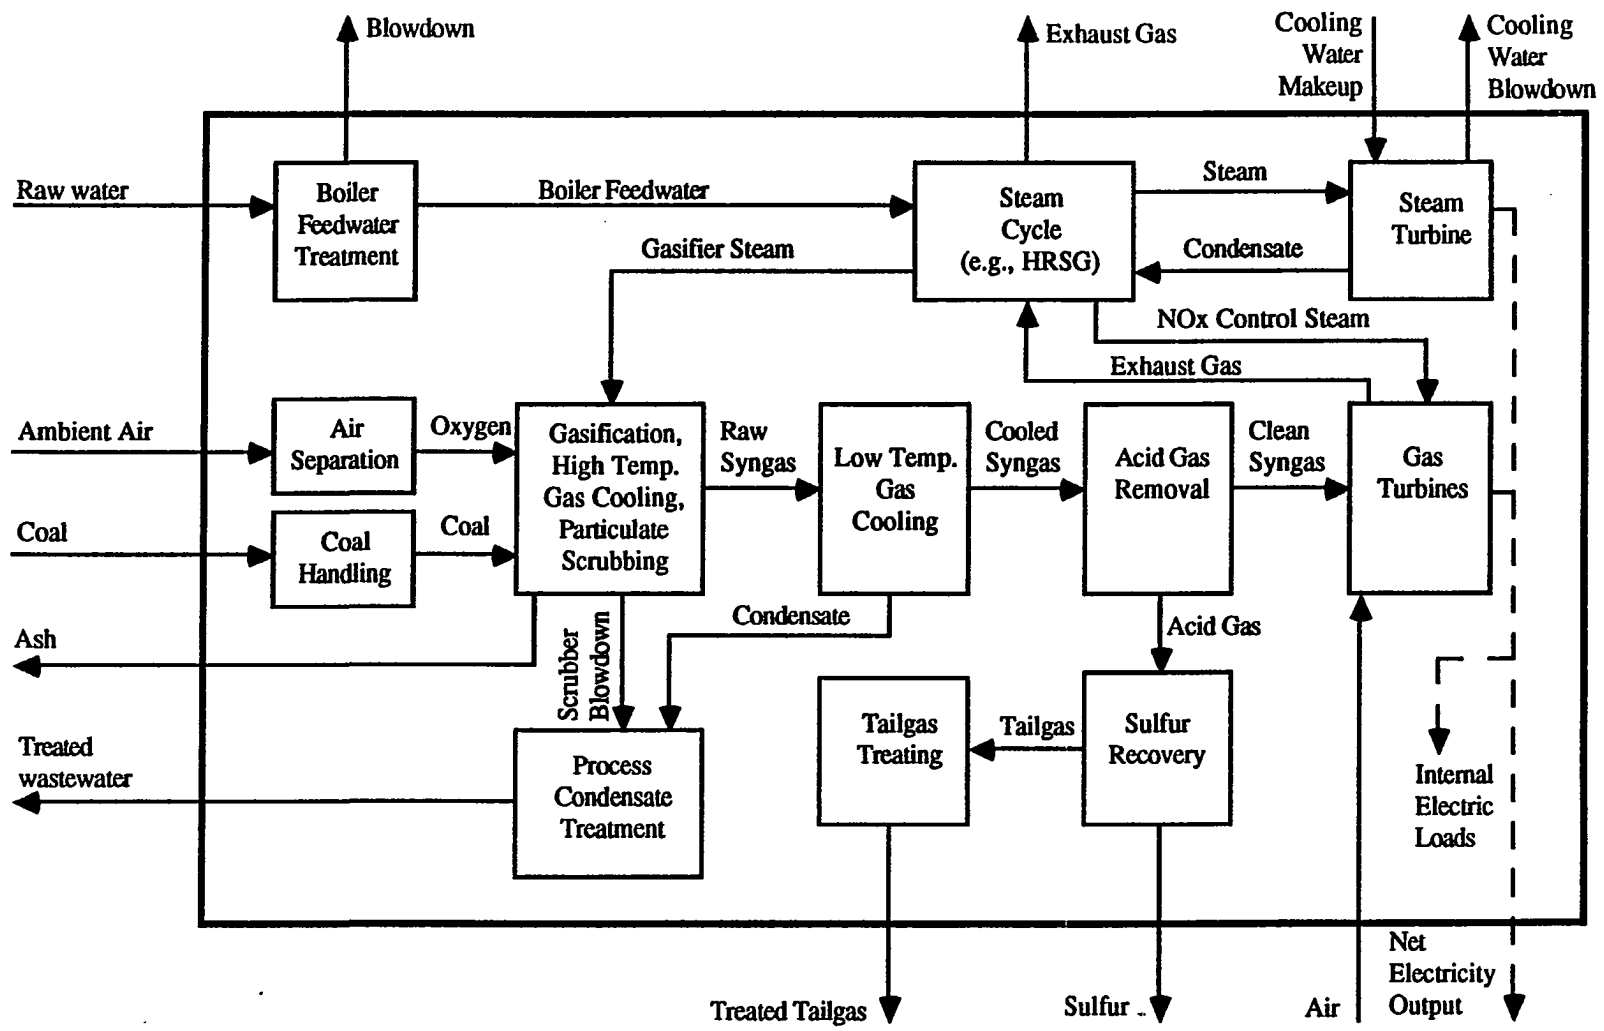 Blowdown
Exhaust Gas
Cooling
Water
Makeup
Cooling
Water
Blowdown
Raw water
Boiler
Feedwater
Treatment
Boiler Feedwater
Gasifier Steam
Steam
Cycle
(e.g., HRSG)
Steam
Condensate
Steam
Turbine
NOx Control Steam
Exhaust Gas
Ambient Air
Air
Separation
Oxygen
Coal
Coal
Handling
Coal
Gasification,
High Temp.
Gas Cooling,
Particulate
Scrubbing
Raw
Syngas
Low Temp.
Gas
Cooling
Cooled
Syngas
Acid Gas
Removal
Clean
Syngas
Gas
Turbines
Ash
Scrubber
Blowdown
Condensate
Acid Gas
Treated
wastewater
Process
Condensate
Treatment
Tailgas
Treating
Tailgas
Sulfur
Recovery
Internal
Electric
Loads
Treated Tailgas
Sulfur
Air
Net
Electricity
Output